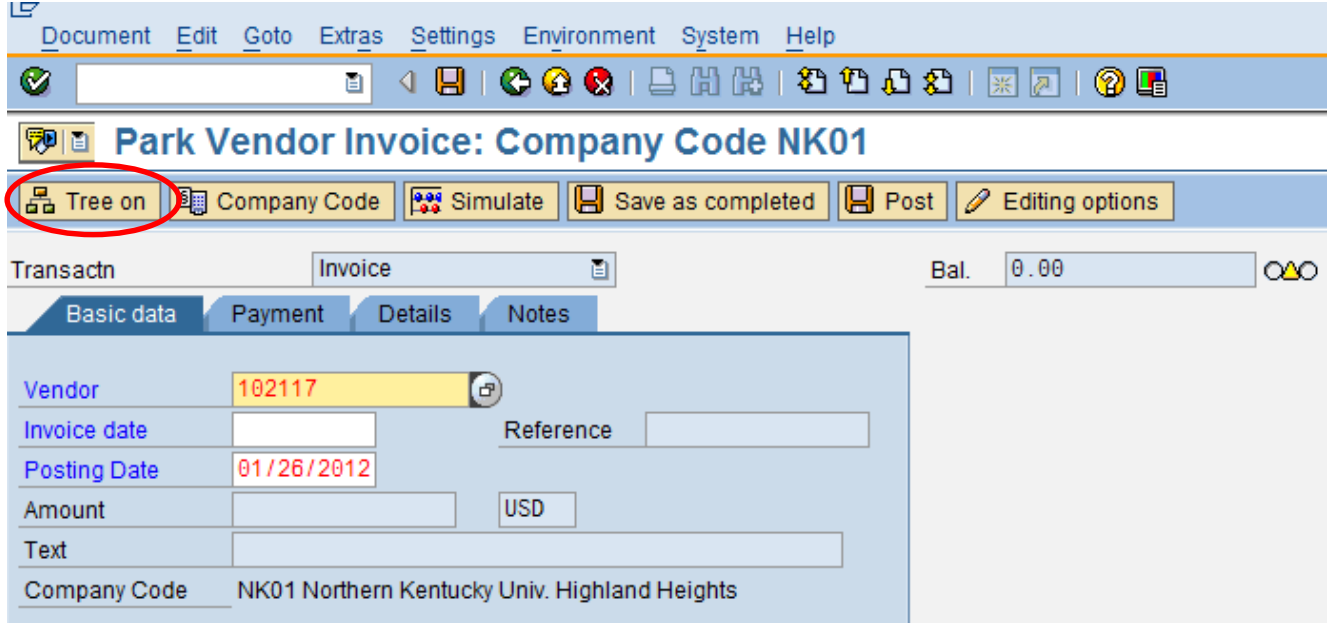 Document Edit Goto Extras Settings Environment System Help
Park Vendor Invoice: Company Code NK01
Tree on Company Code Simulate Save as completed Post Editing options
Transactn Invoice Bal. 0.00
Basic data Payment Details Notes
Vendor 102117
Invoice date Reference
Posting Date 01/26/2012
Amount USD
Text
Company Code NK01 Northern Kentucky Univ. Highland Heights